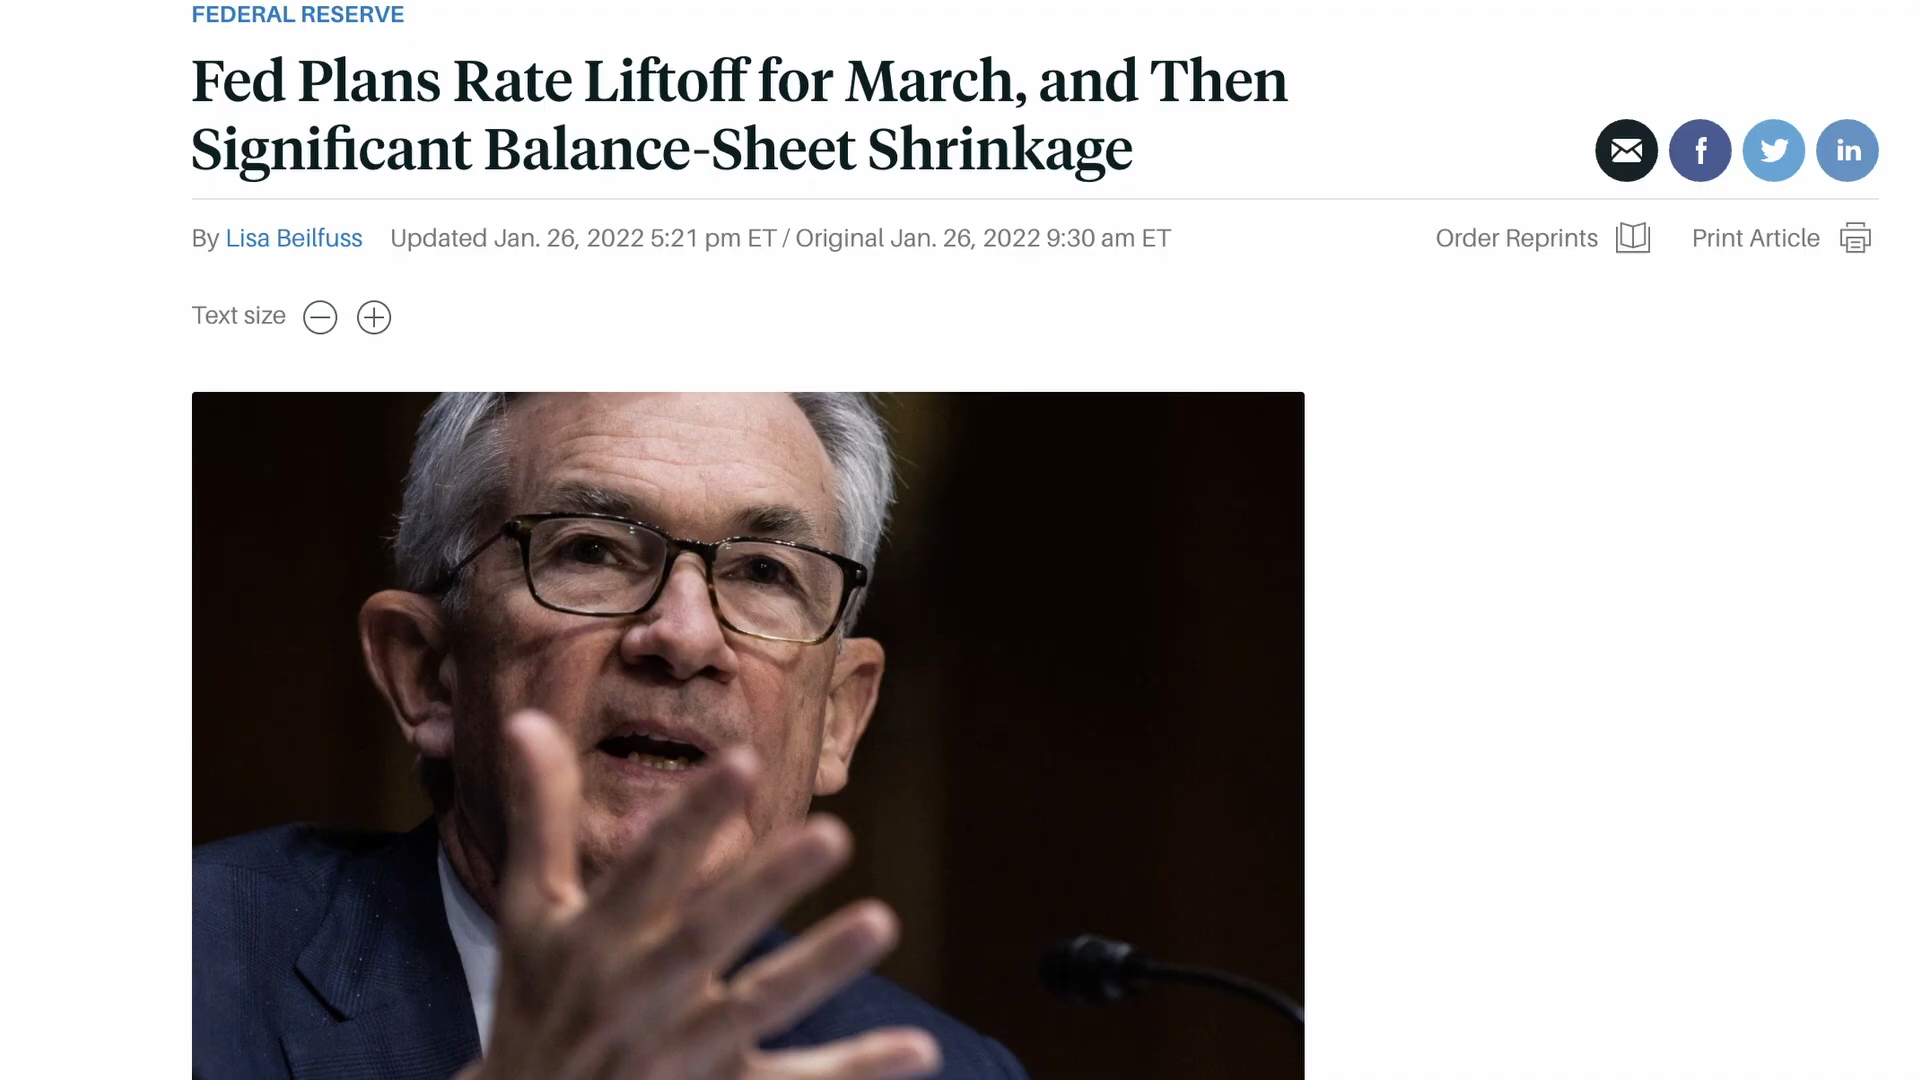 FEDERAL RESERVE
Fed Plans Rate Liftoff for March, and Then
Significant Balance-Sheet Shrinkage
f
in
By Lisa Beilfuss Updated Jan. 26, 2022 5:21 pm ET / Original Jan. 26, 2022 9:30 am ET Order Reprints Print Article
Text size